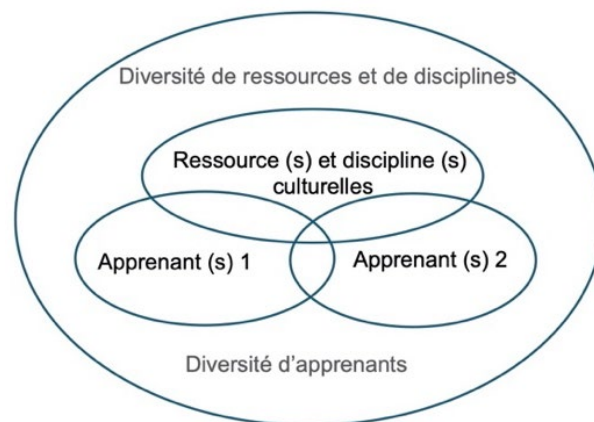 Diversité de ressources et de disciplines
Ressource (s) et discipline (s)
culturelles
Apprenant (s) 1
Apprenant (s) 2
Diversité d’apprenants